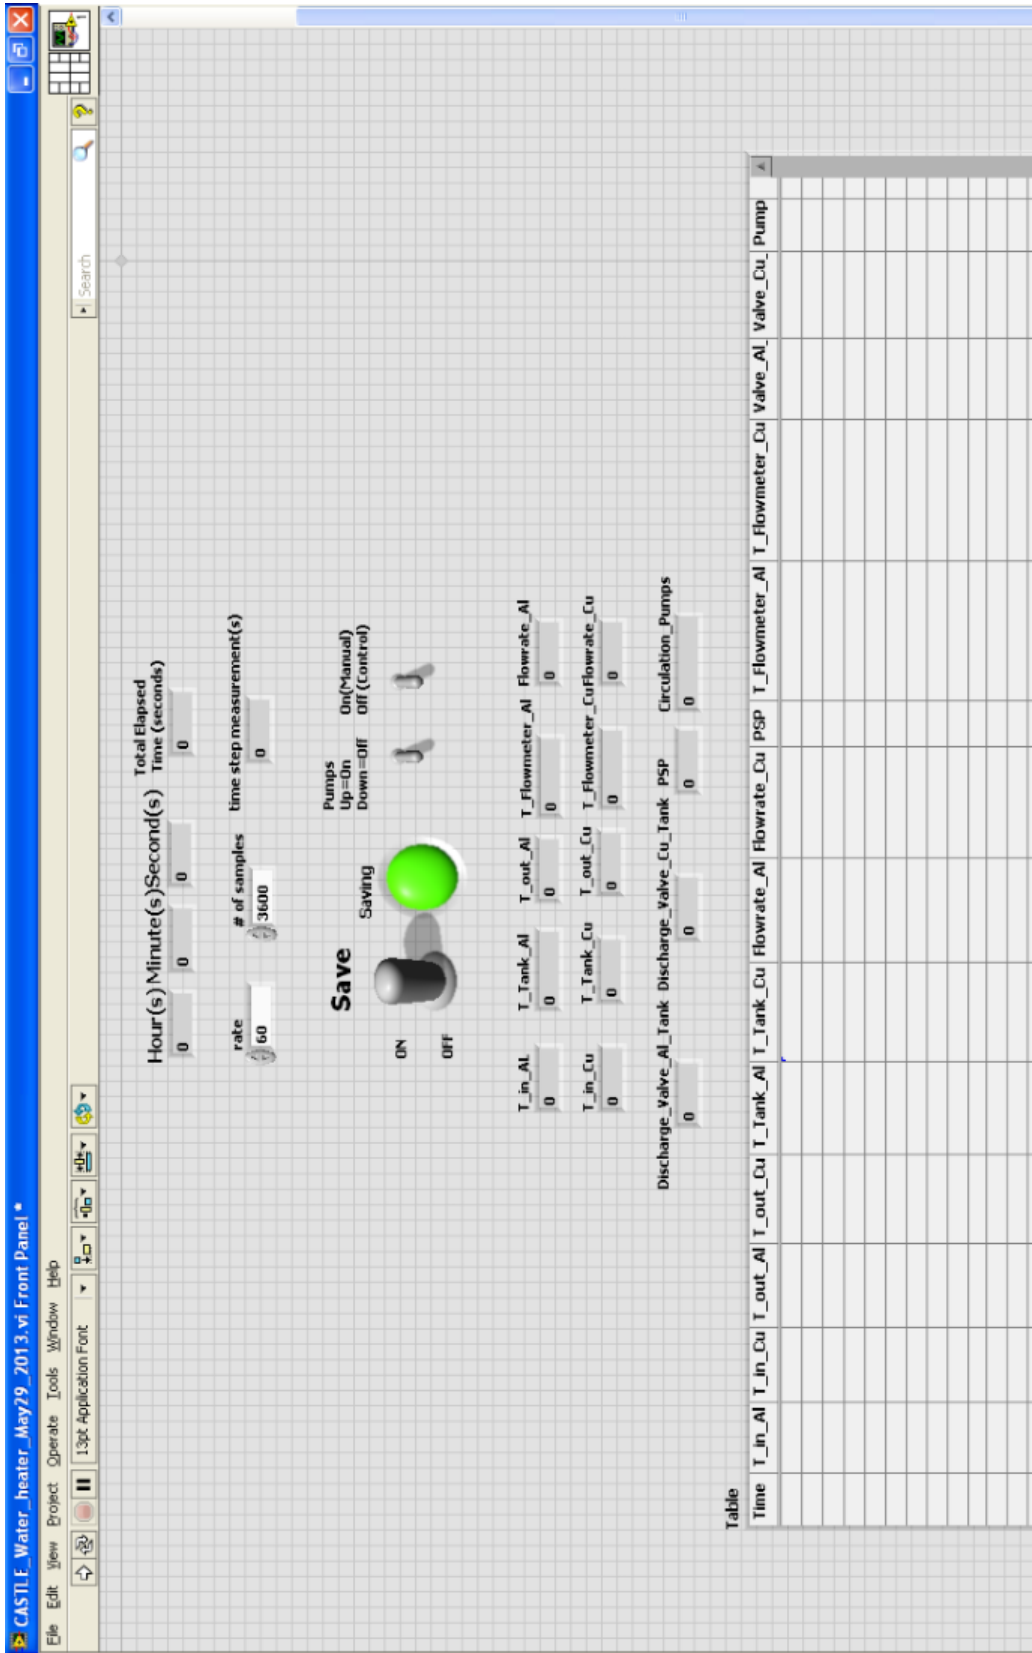 CASTLE_Water_heater_May29_2013.vi Front Panel *
File Edit View Project Operate Tools Window Help
13pt Application Font
Search
?
Hour(s) Minute(s) Second(s)
0 0 0
Total Elapsed
Time (seconds)
0
rate
60
# of samples
3600
time step measurement(s)
0
Save
ON
OFF
Saving
Pumps
Up=On
Down=Off
On(Manual)
Off (Control)
T_in_AL T_Tank_Al T_out_Al T_Flowmeter_Al Flowrate_Al
0 0 0 0 0
T_in_Cu T_Tank_Cu T_out_Cu T_Flowmeter_Cu Flowrate_Cu
0 0 0 0 0
Discharge_Valve_Al_Tank Discharge_Valve_Cu_Tank PSP Circulation_Pumps
0 0 0 0
Table
Time T_in_Al T_in_Cu T_out_Al T_out_Cu T_Tank_Al T_Tank_Cu Flowrate_Al Flowrate_Cu PSP T_Flowmeter_Al T_Flowmeter_Cu Valve_Al_ Valve_Cu_ Pump